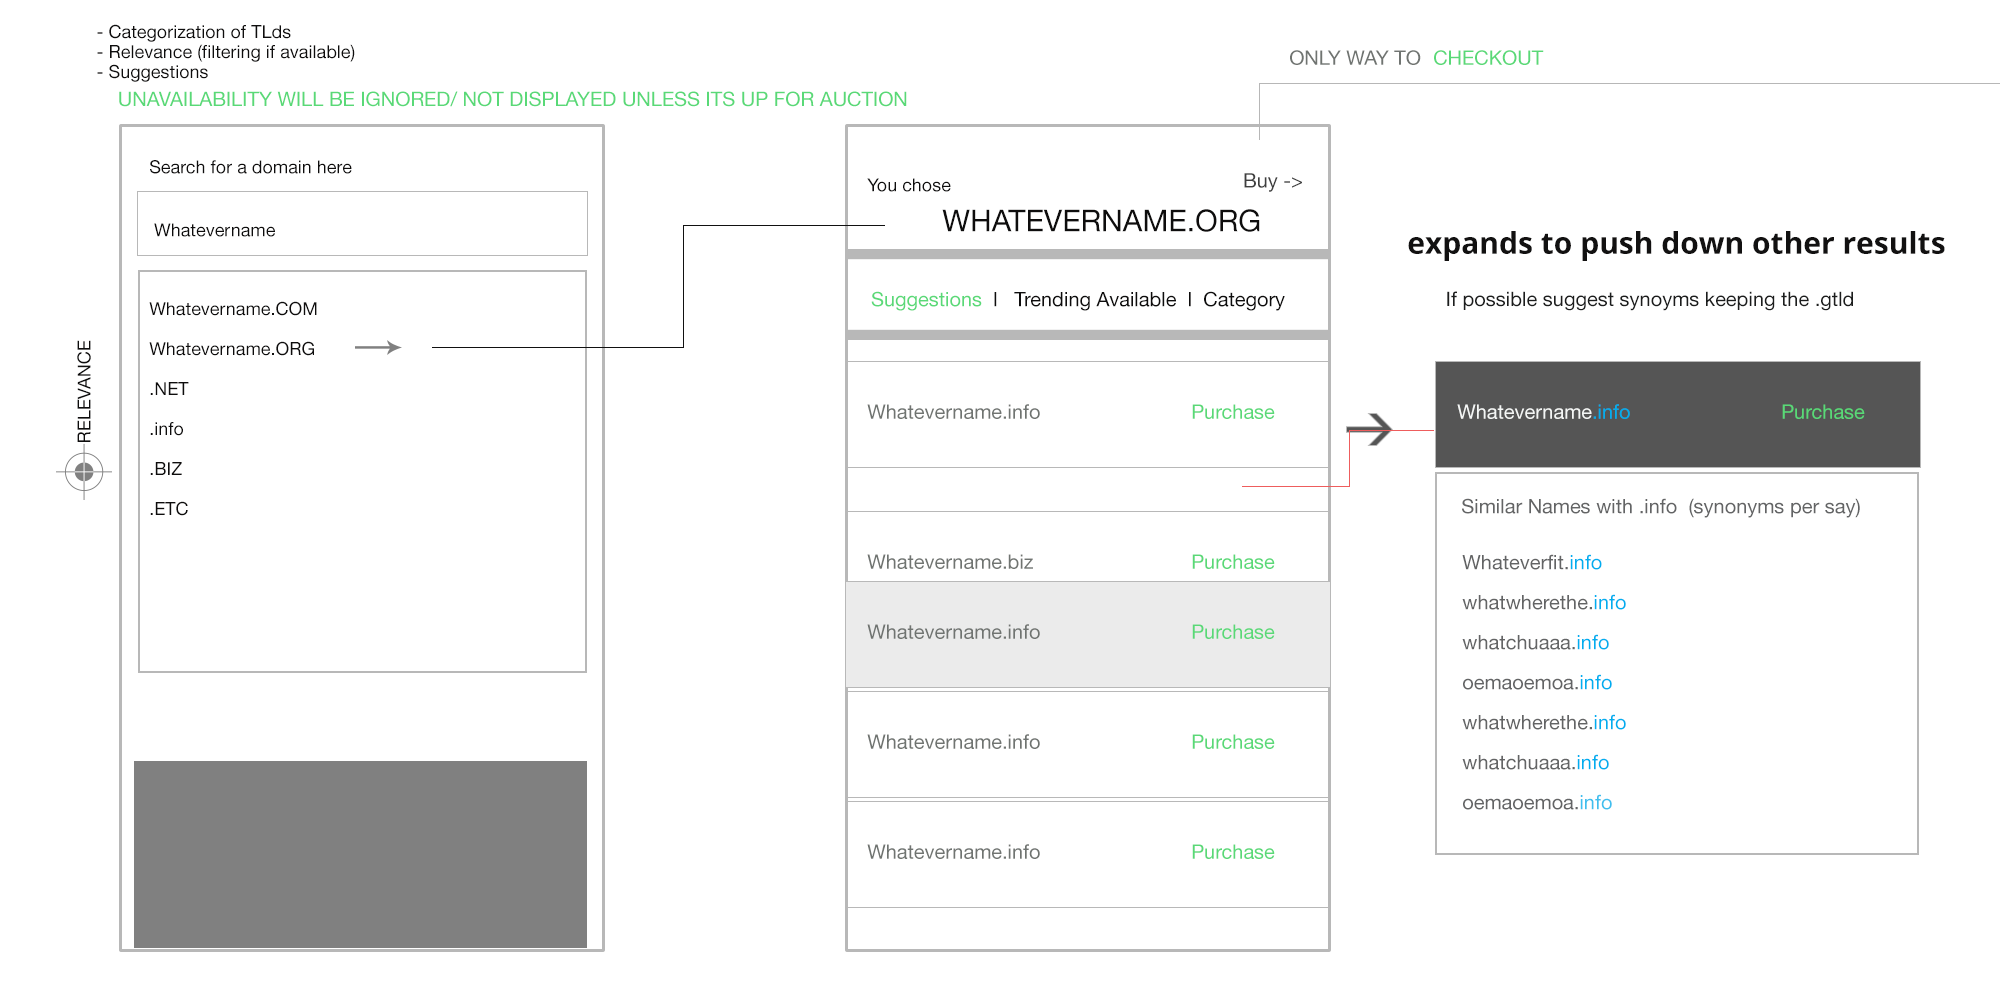 - Categorization of TLds
- Relevance (filtering if available)
- Suggestions
UNAVAILABILITY WILL BE IGNORED/ NOT DISPLAYED UNLESS ITS UP FOR AUCTION
Search for a domain here
Whatevername
Whatevername.COM
Whatevername.ORG
.NET
.info
.BIZ
.ETC
RELEVANCE
ONLY WAY TO CHECKOUT
You chose
Buy ->
WHATEVERNAME.ORG
Suggestions | Trending Available | Category
Whatevername.info Purchase
Whatevername.biz Purchase
Whatevername.info Purchase
Whatevername.info Purchase
Whatevername.info Purchase
expands to push down other results
If possible suggest synoyms keeping the .gtld
Whatevername.info Purchase
Similar Names with .info (synonyms per say)
Whateverfit.info
whatwherethe.info
whatchuaaa.info
oemaoemoa.info
whatwherethe.info
whatchuaaa.info
oemaoemoa.info